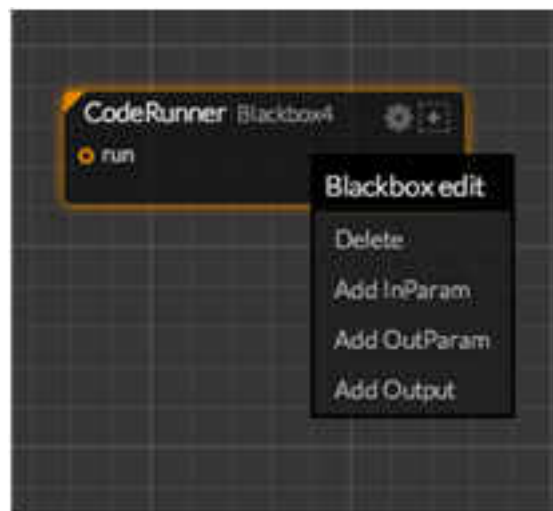 CodeRunner Blackbox4
run
Blackbox edit
Delete
Add InParam
Add OutParam
Add Output